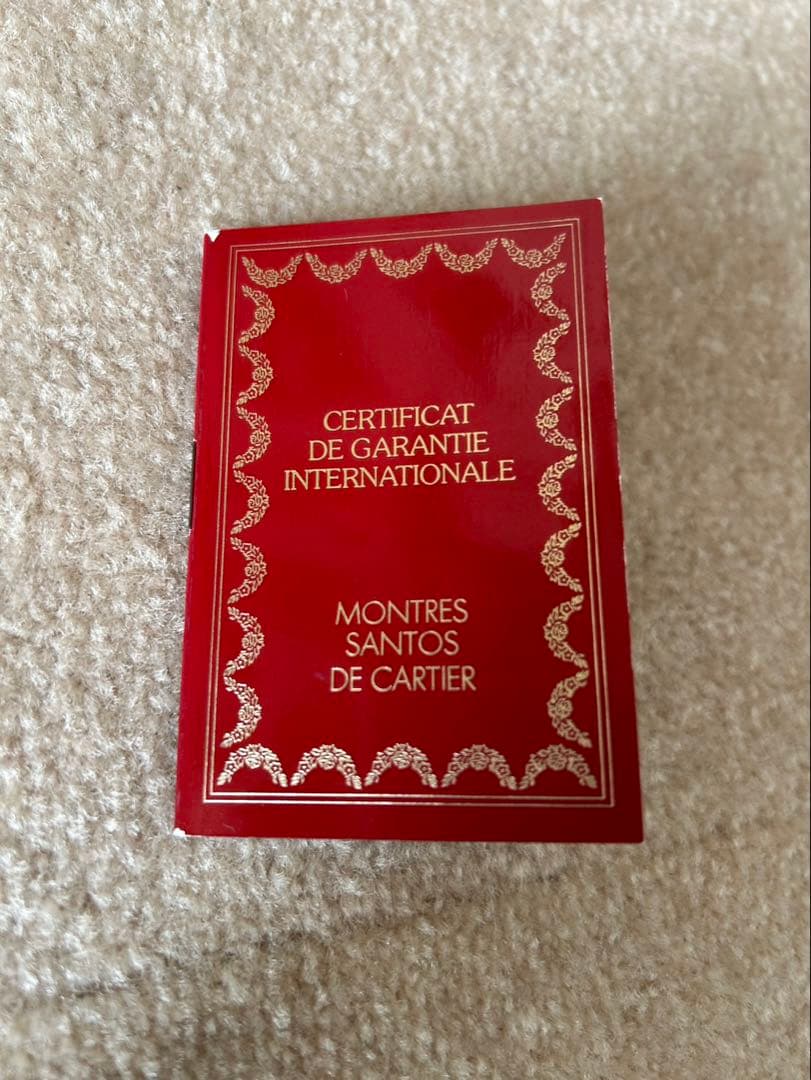 CERTIFICAT
DE GARANTIE
INTERNATIONALE
MONTRES
SANTOS
DE CARTIER